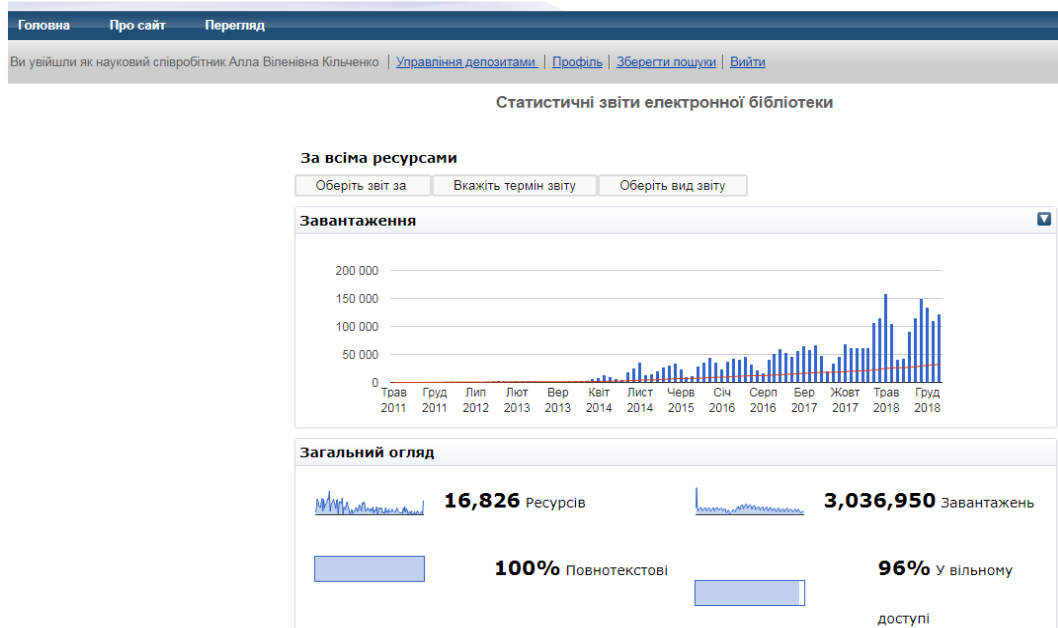 Головна Про сайт Перегляд
Ви увійшли як науковий співробітник Алла Віленівна Кільченко | Управління депозитами | Профіль | Зберегти пошуки | Вийти
Статистичні звіти електронної бібліотеки
За всіма ресурсами
Оберіть звіт за Вкажіть термін звіту Оберіть вид звіту
Завантаження
200 000
150 000
100 000
50 000
0
Трав Груд Лип Лют Вер Квіт Лист Черв Січ Серп Бер Жовт Трав Груд
2011 2011 2012 2013 2013 2014 2014 2015 2016 2016 2017 2017 2018 2018
Загальний огляд
16,826 Ресурсів 3,036,950 Завантажень
100% Повнотекстові 96% У вільному
доступі